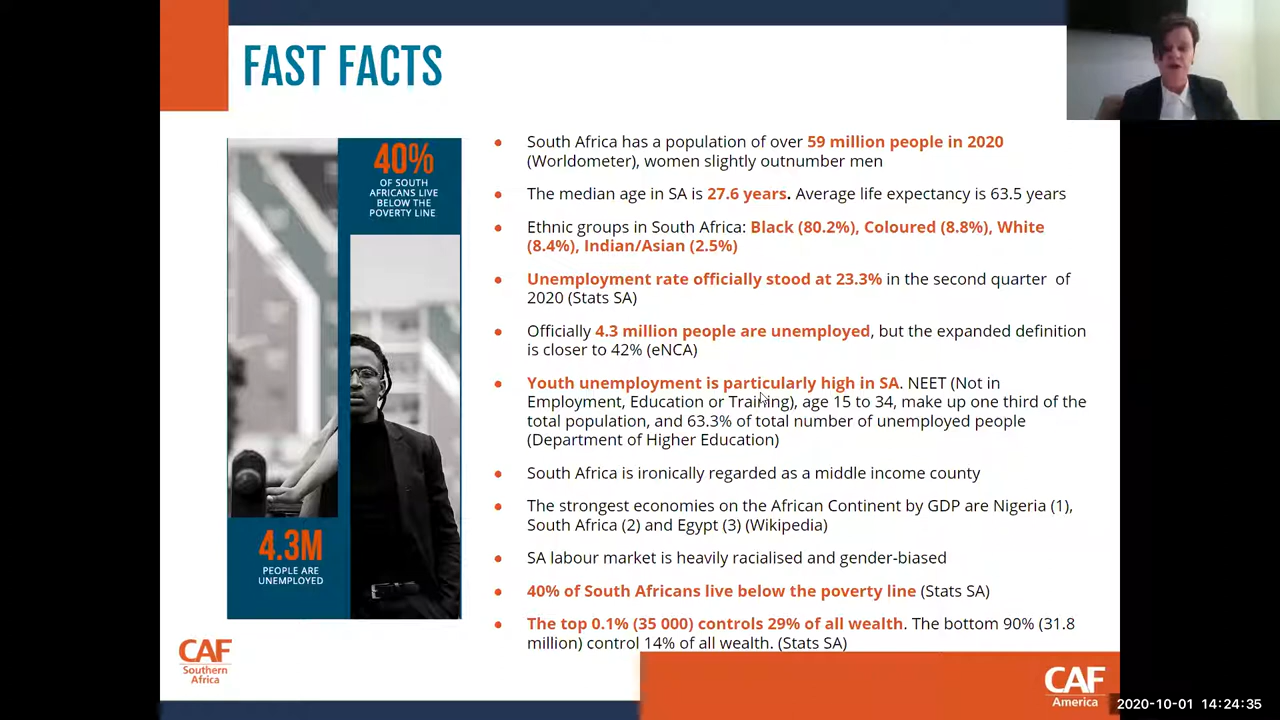 FAST FACTS
40%
OF SOUTH
AFRICANS LIVE
BELOW THE
POVERTY LINE
4.3M
PEOPLE ARE
UNEMPLOYED
South Africa has a population of over 59 million people in 2020
(Worldometer), women slightly outnumber men
The median age in SA is 27.6 years. Average life expectancy is 63.5 years
Ethnic groups in South Africa: Black (80.2%), Coloured (8.8%), White
(8.4%), Indian/Asian (2.5%)
Unemployment rate officially stood at 23.3% in the second quarter of
2020 (Stats SA)
Officially 4.3 million people are unemployed, but the expanded definition
is closer to 42% (eNCA)
Youth unemployment is particularly high in SA. NEET (Not in
Employment, Education or Training), age 15 to 34, make up one third of the
total population, and 63.3% of total number of unemployed people
(Department of Higher Education)
South Africa is ironically regarded as a middle income county
The strongest economies on the African Continent by GDP are Nigeria (1),
South Africa (2) and Egypt (3) (Wikipedia)
SA labour market is heavily racialised and gender-biased
40% of South Africans live below the poverty line (Stats SA)
The top 0.1% (35 000) controls 29% of all wealth. The bottom 90% (31.8
million) control 14% of all wealth. (Stats SA)
CAF
Southern
Africa
CAF
America
2020-10-01 14:24:35